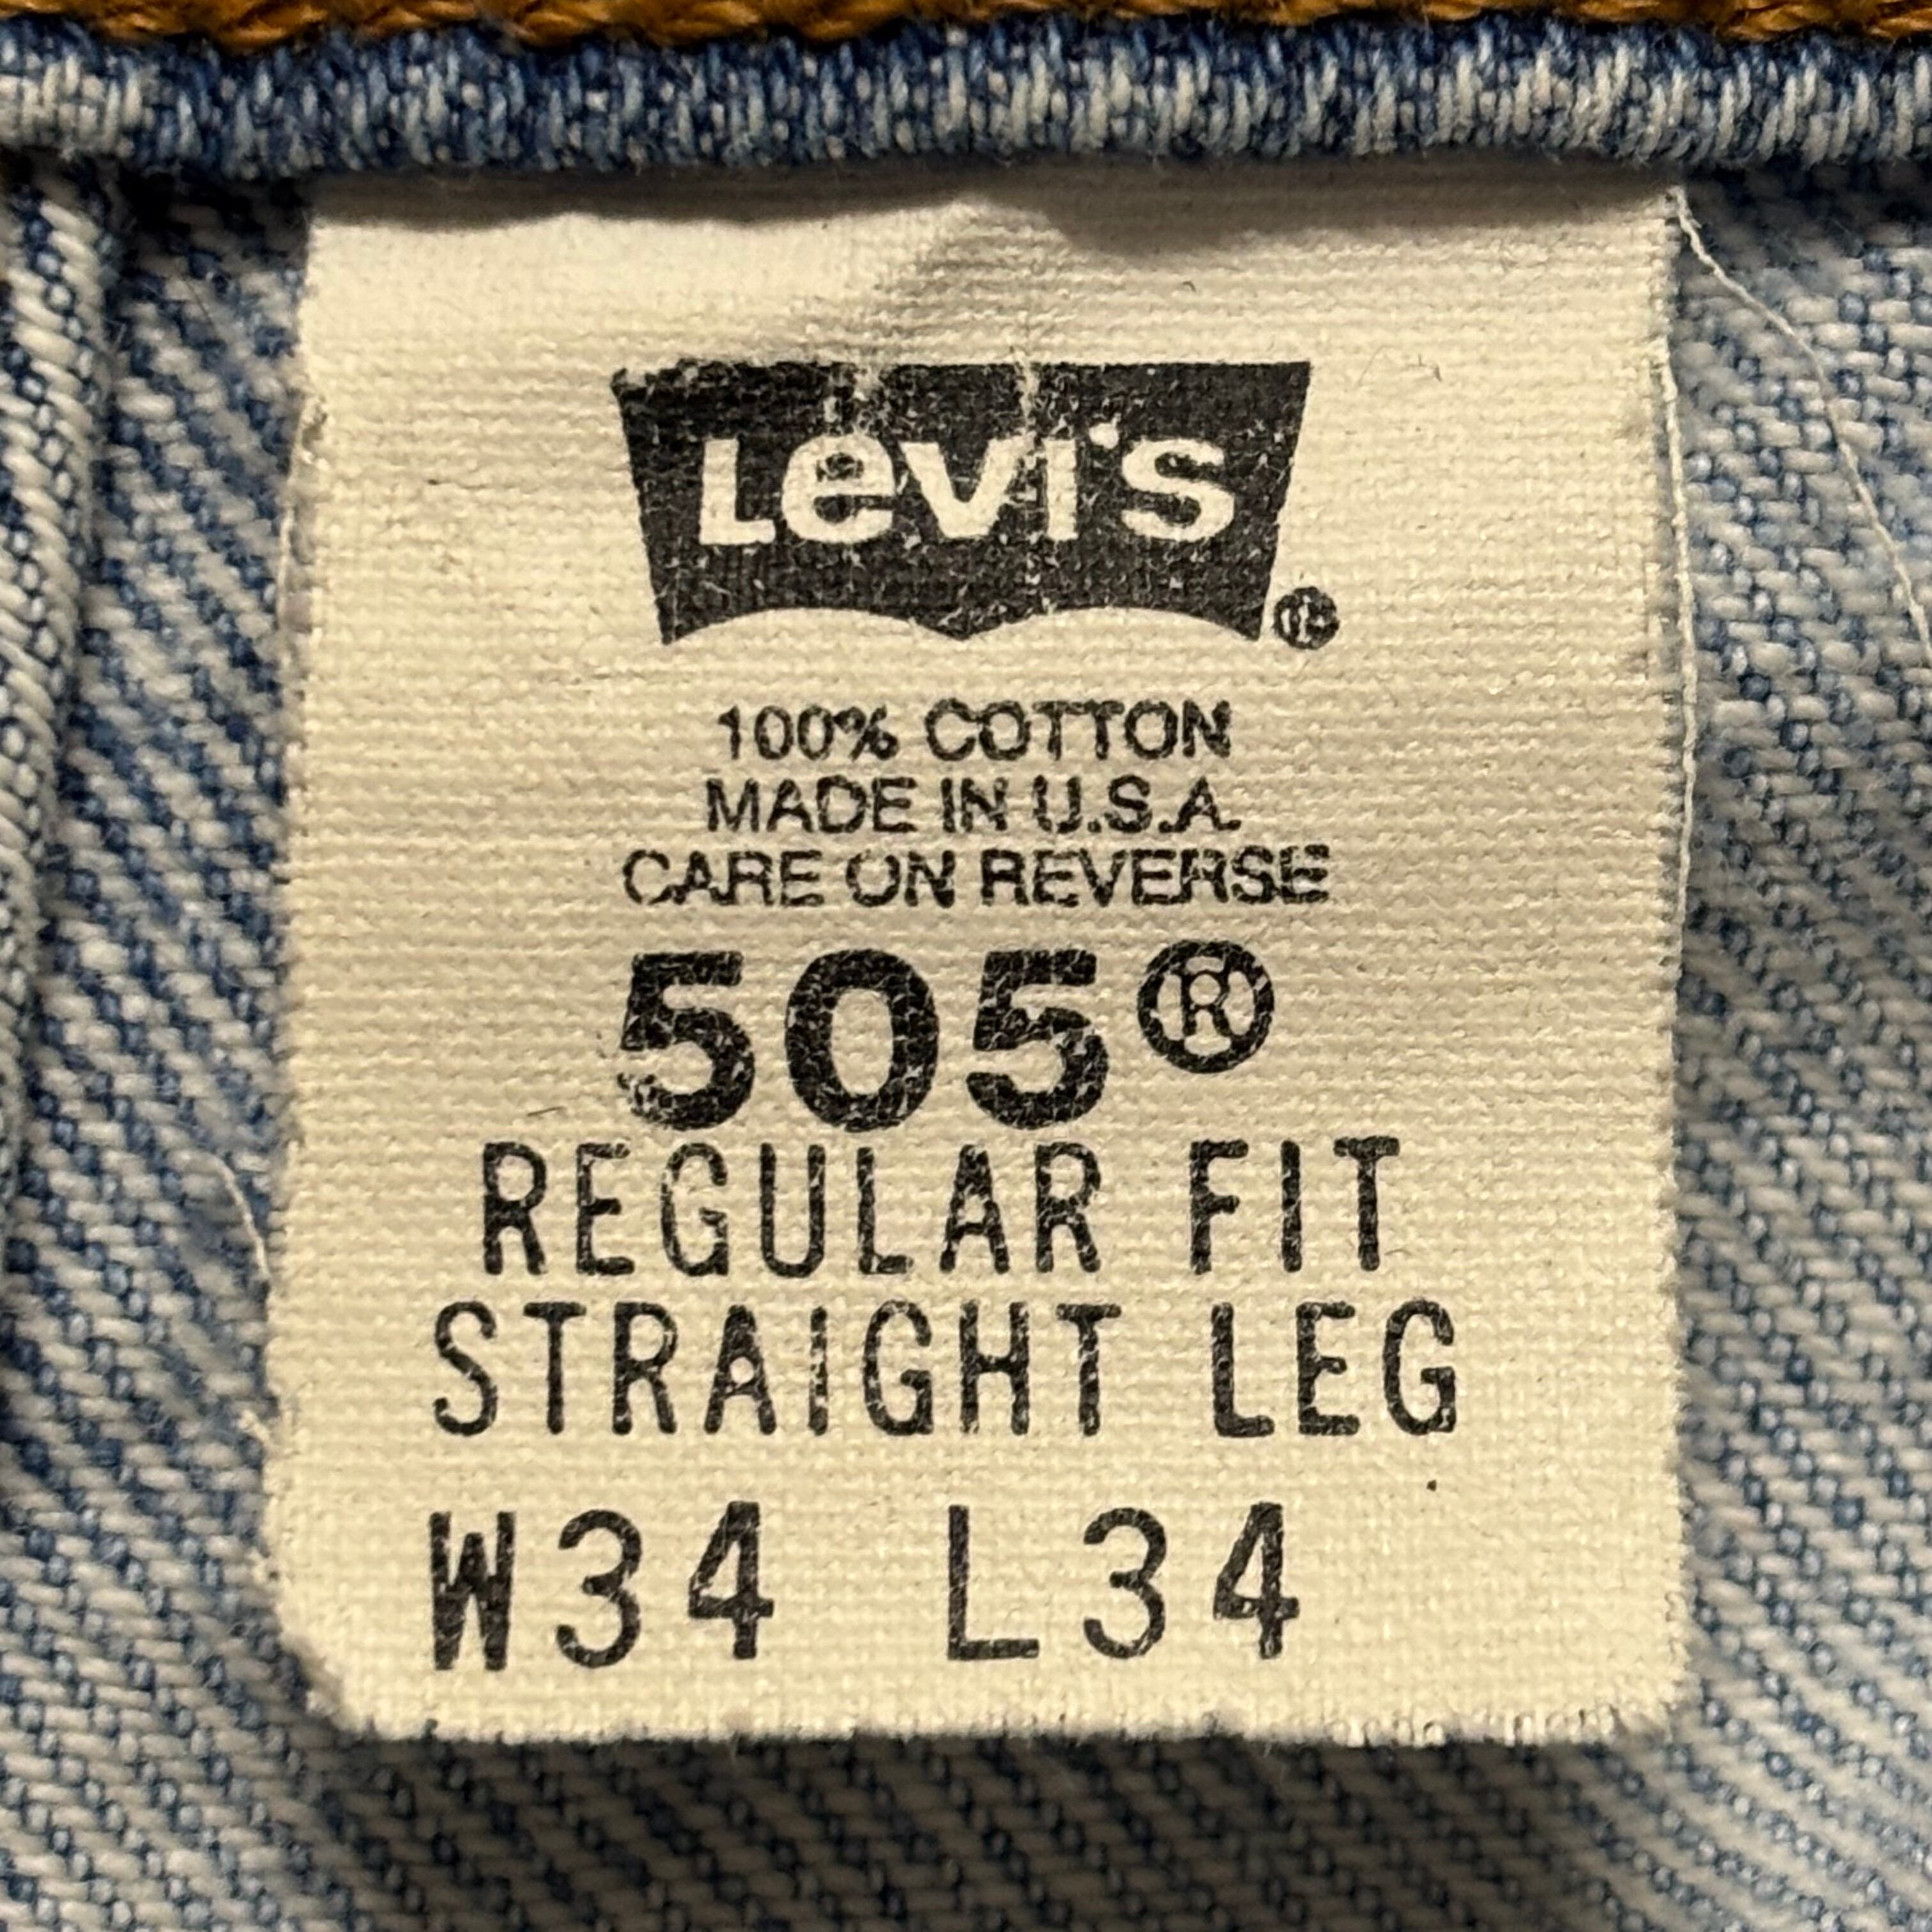 Levi's ®
100% COTTON
MADE IN U.S.A.
CARE ON REVERSE
505®
REGULAR FIT
STRAIGHT LEG
W34 L34